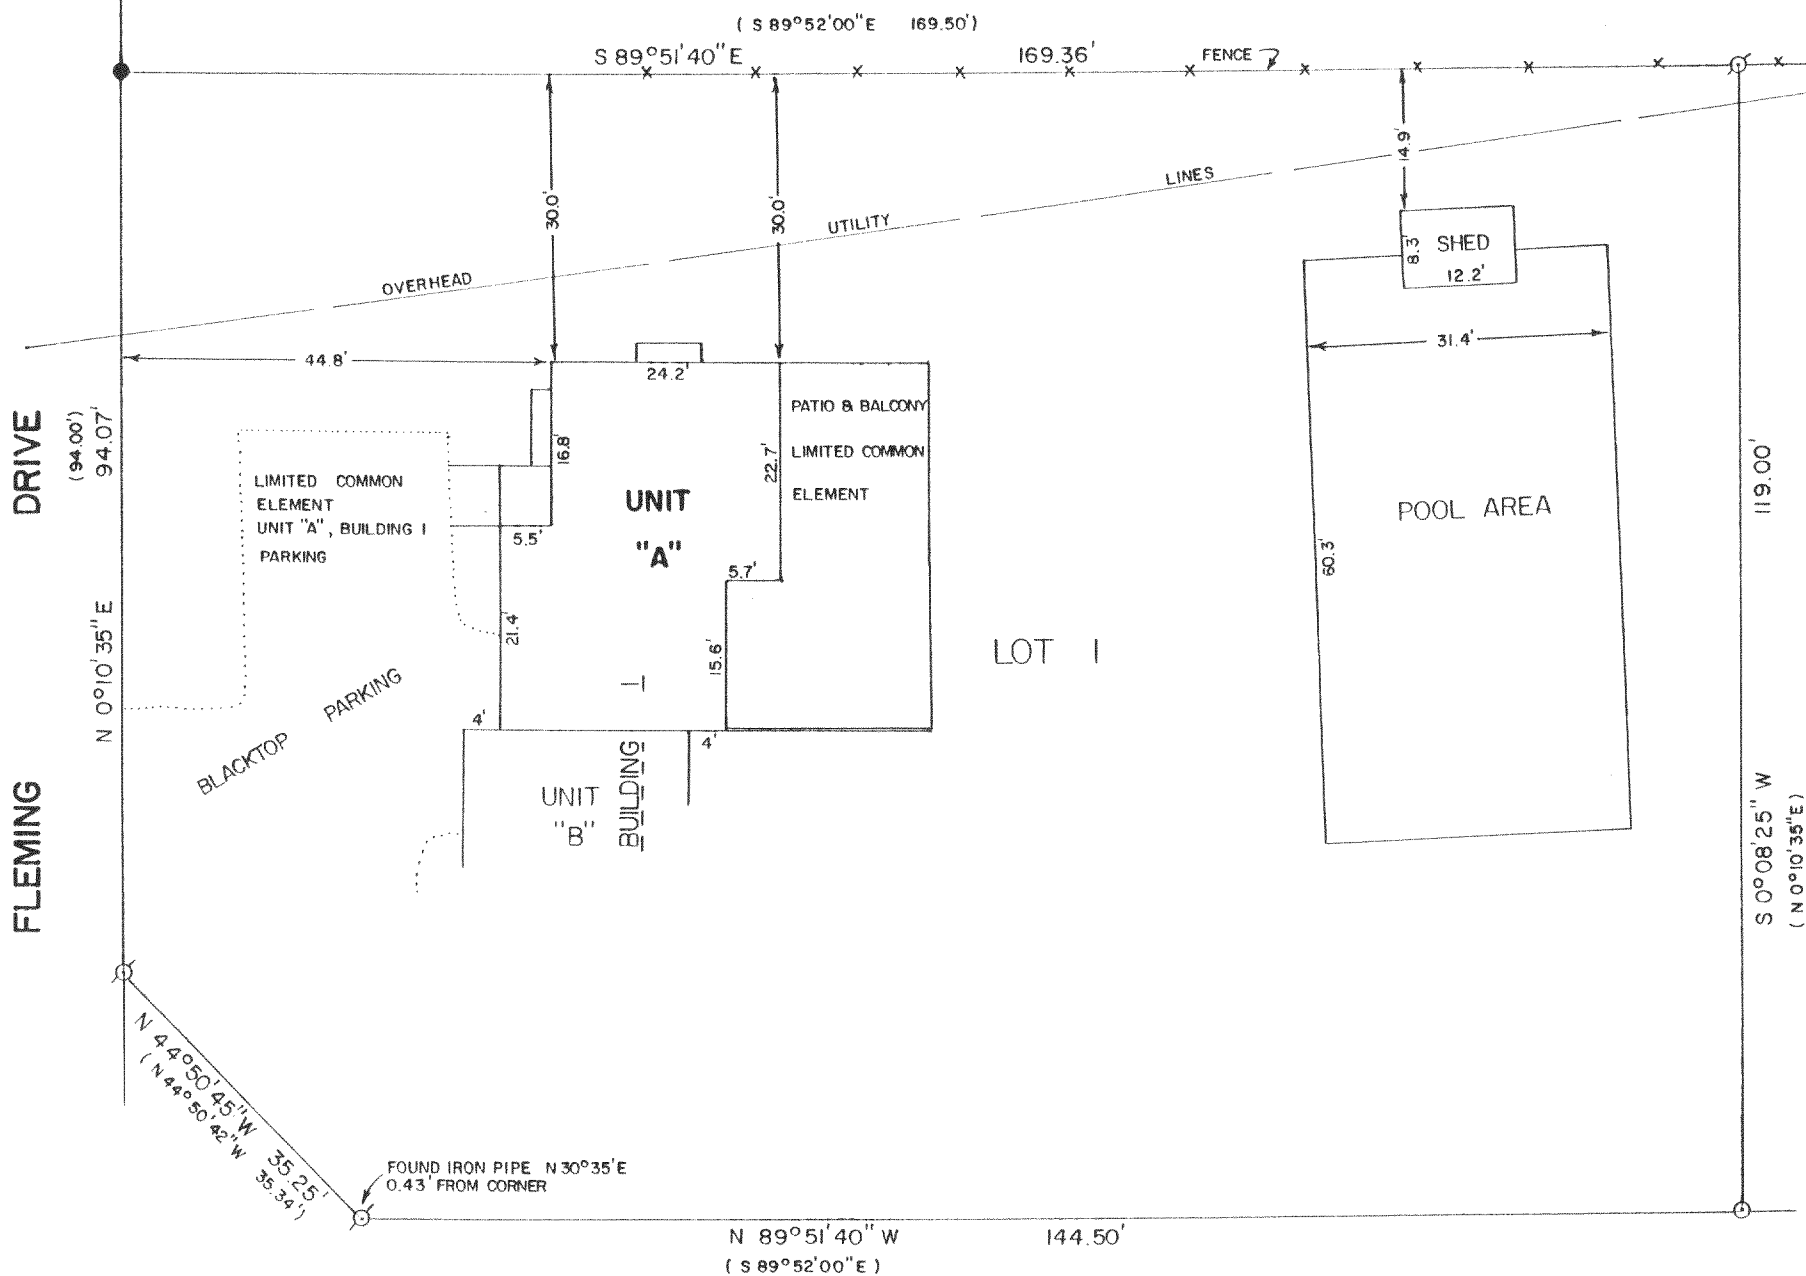 ( S 89°52'00"E 169.50')
S 89°51'40"E 169.36'
FENCE
14.9'
30.0'
30.0'
LINES
UTILITY
OVERHEAD
SHED
8.3'
12.2'
31.4'
44.8'
24.2'
PATIO & BALCONY
LIMITED COMMON
ELEMENT
16.8'
22.7'
LIMITED COMMON
ELEMENT
UNIT "A", BUILDING 1
PARKING
UNIT
"A"
5.5'
5.7'
21.4'
15.6'
POOL AREA
60.3'
LOT 1
BLACKTOP PARKING
4'
4'
UNIT
"B"
BUILDING I
FLEMING DRIVE
(94.00')
N 0°10'35"E 94.07'
119.00'
S 0°08'25" W
( N 0°10'35"E)
N 44°50'45"W 35.25'
( N 44°50'42"W 35.34')
FOUND IRON PIPE N 30°35'E
0.43' FROM CORNER
N 89°51'40" W 144.50'
( S 89°52'00"E )